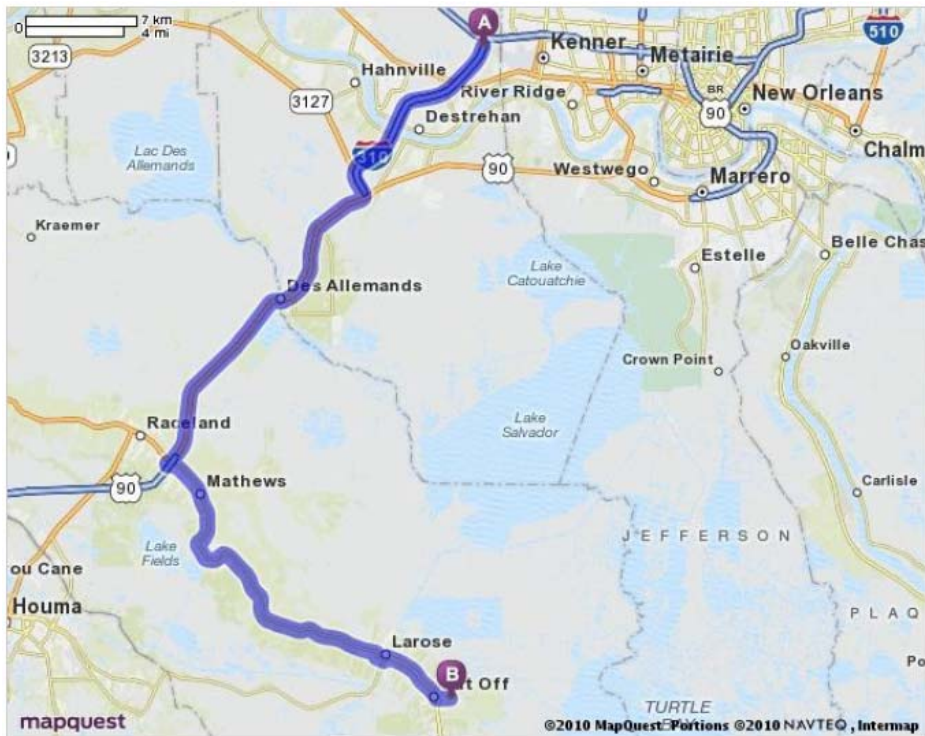 0
7 km
4 mi
A
510
3213
Kenner
Metairie
Hahnville
3127
River Ridge
BR
90
New Orleans
Destrehan
310
Lac Des
Allemands
90
Westwego
Chalm
Marrero
Kraemer
Estelle
Belle Chas
Lake
Catouatchie
Des Allemands
Crown Point
Oakville
Lake
Salvador
Raceland
90
Mathews
Carlisle
JEFFERSON
Lake
Fields
ou Cane
Houma
PLAQ
Larose
B
t Off
Po
TURTLE
mapquest
©2010 MapQuest Portions ©2010 NAVTEQ, Intermap